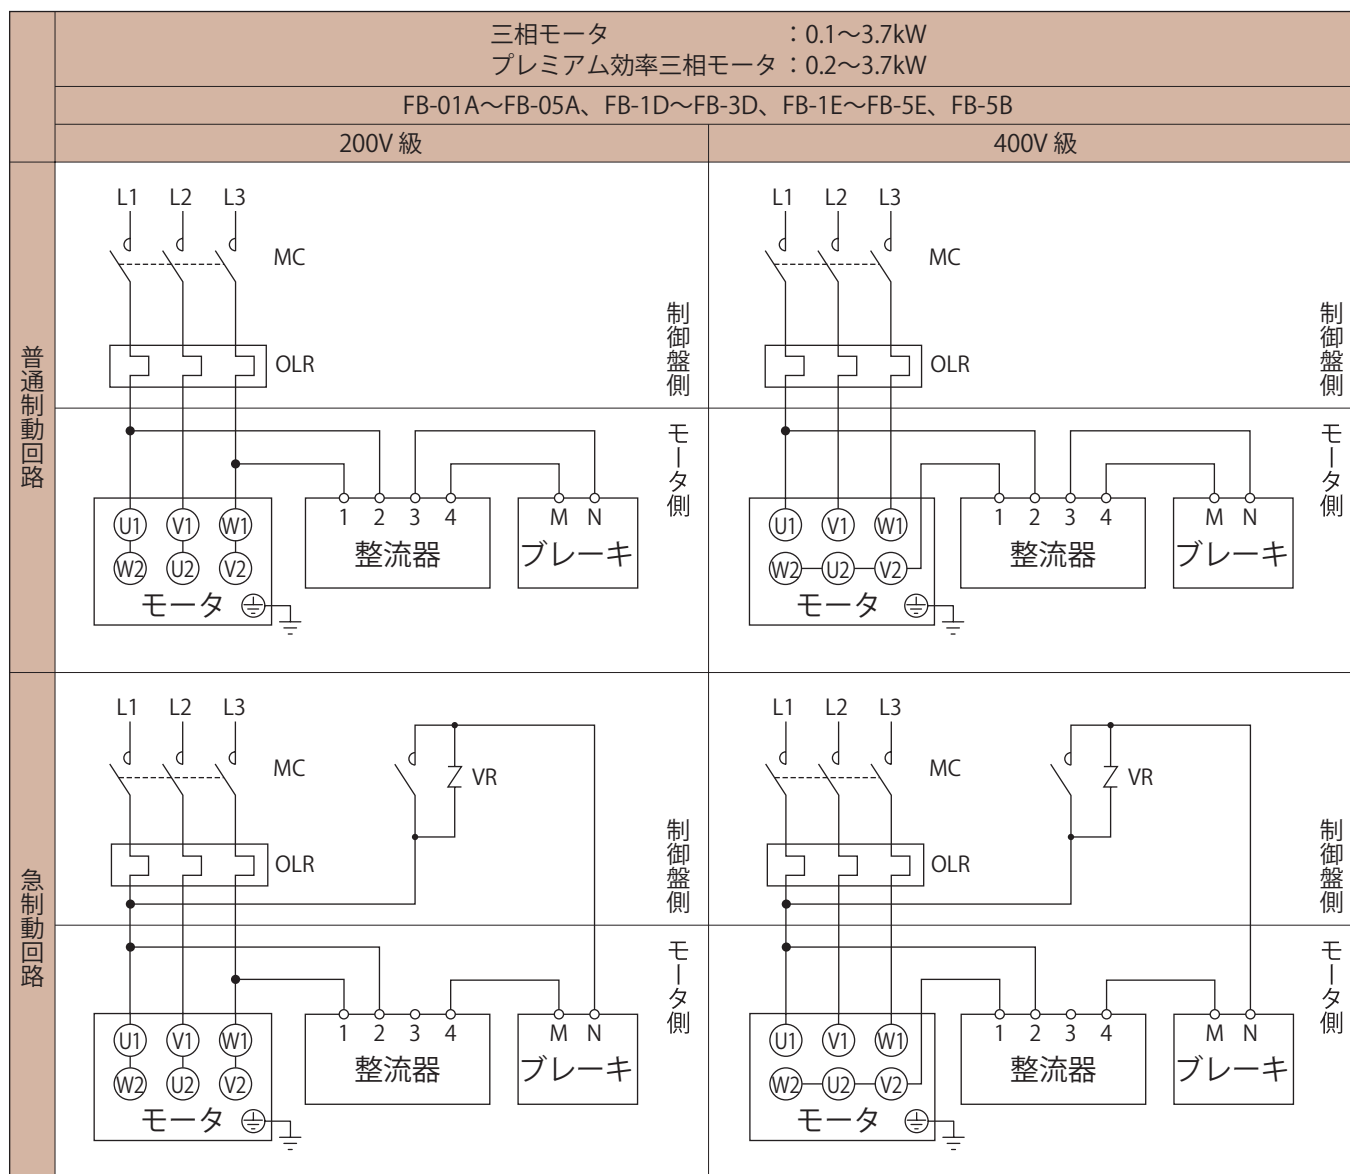 三相モータ ：0.1〜3.7kW
プレミアム効率三相モータ ：0.2〜3.7kW
FB-01A〜FB-05A、FB-1D〜FB-3D、FB-1E〜FB-5E、FB-5B
200V 級
400V 級
普通制動回路
L1 L2 L3
MC
OLR
制御盤側
モータ側
U1 V1 W1
W2 U2 V2
モータ
1 2 3 4
整流器
M N
ブレーキ
L1 L2 L3
MC
OLR
制御盤側
モータ側
U1 V1 W1
W2 U2 V2
モータ
1 2 3 4
整流器
M N
ブレーキ
急制動回路
L1 L2 L3
MC
VR
OLR
制御盤側
モータ側
U1 V1 W1
W2 U2 V2
モータ
1 2 3 4
整流器
M N
ブレーキ
L1 L2 L3
MC
VR
OLR
制御盤側
モータ側
U1 V1 W1
W2 U2 V2
モータ
1 2 3 4
整流器
M N
ブレーキ